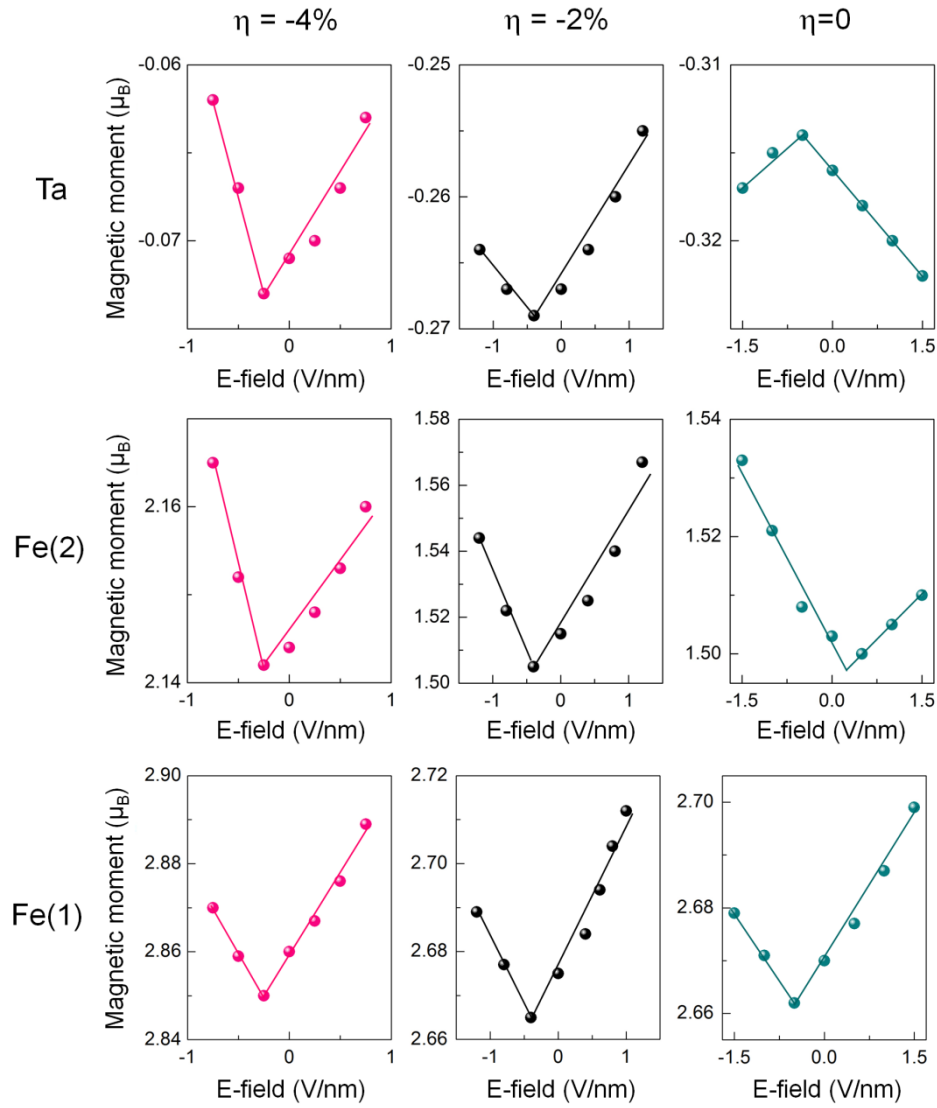 η = -4% η = -2% η=0
Ta
Magnetic moment (μB)
-0.06
-0.07
-1 0 1
E-field (V/nm)
-0.25
-0.26
-0.27
-1 0 1
E-field (V/nm)
-0.31
-0.32
-1.5 0.0 1.5
E-field (V/nm)
Fe(2)
Magnetic moment (μB)
2.16
2.14
-1 0 1
E-field (V/nm)
1.58
1.56
1.54
1.52
1.50
-1 0 1
E-field (V/nm)
1.54
1.52
1.50
-1.5 0.0 1.5
E-field (V/nm)
Fe(1)
Magnetic moment (μB)
2.90
2.88
2.86
2.84
-1 0 1
E-field (V/nm)
2.72
2.70
2.68
2.66
-1 0 1
E-field (V/nm)
2.70
2.68
2.66
-1.5 0.0 1.5
E-field (V/nm)